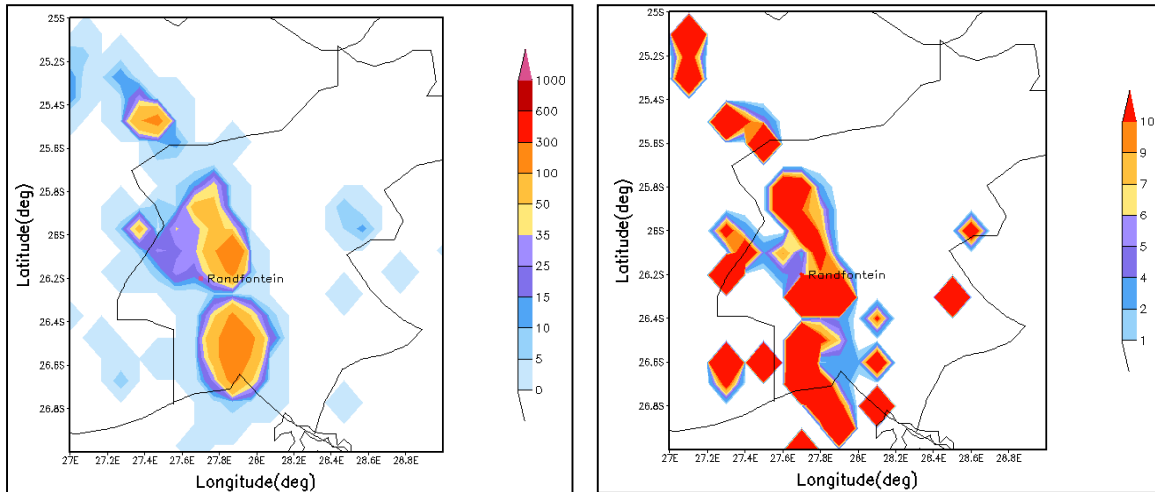 25S
25.2S
25.4S
25.6S
25.8S
26S
26.2S
26.4S
26.6S
26.8S
Latitude(deg)
Randfontein
27E 27.2E 27.4E 27.6E 27.8E 26E 28.2E 28.4E 28.6E 28.8E
Longitude(deg)
1000
600
300
100
50
35
25
15
10
5
0
25S
25.2S
25.4S
25.6S
25.8S
26S
26.2S
26.4S
26.6S
26.8S
Latitude(deg)
Randfontein
27E 27.2E 27.4E 27.6E 27.8E 26E 28.2E 28.4E 28.6E 28.8E
Longitude(deg)
10
9
7
6
5
4
2
1